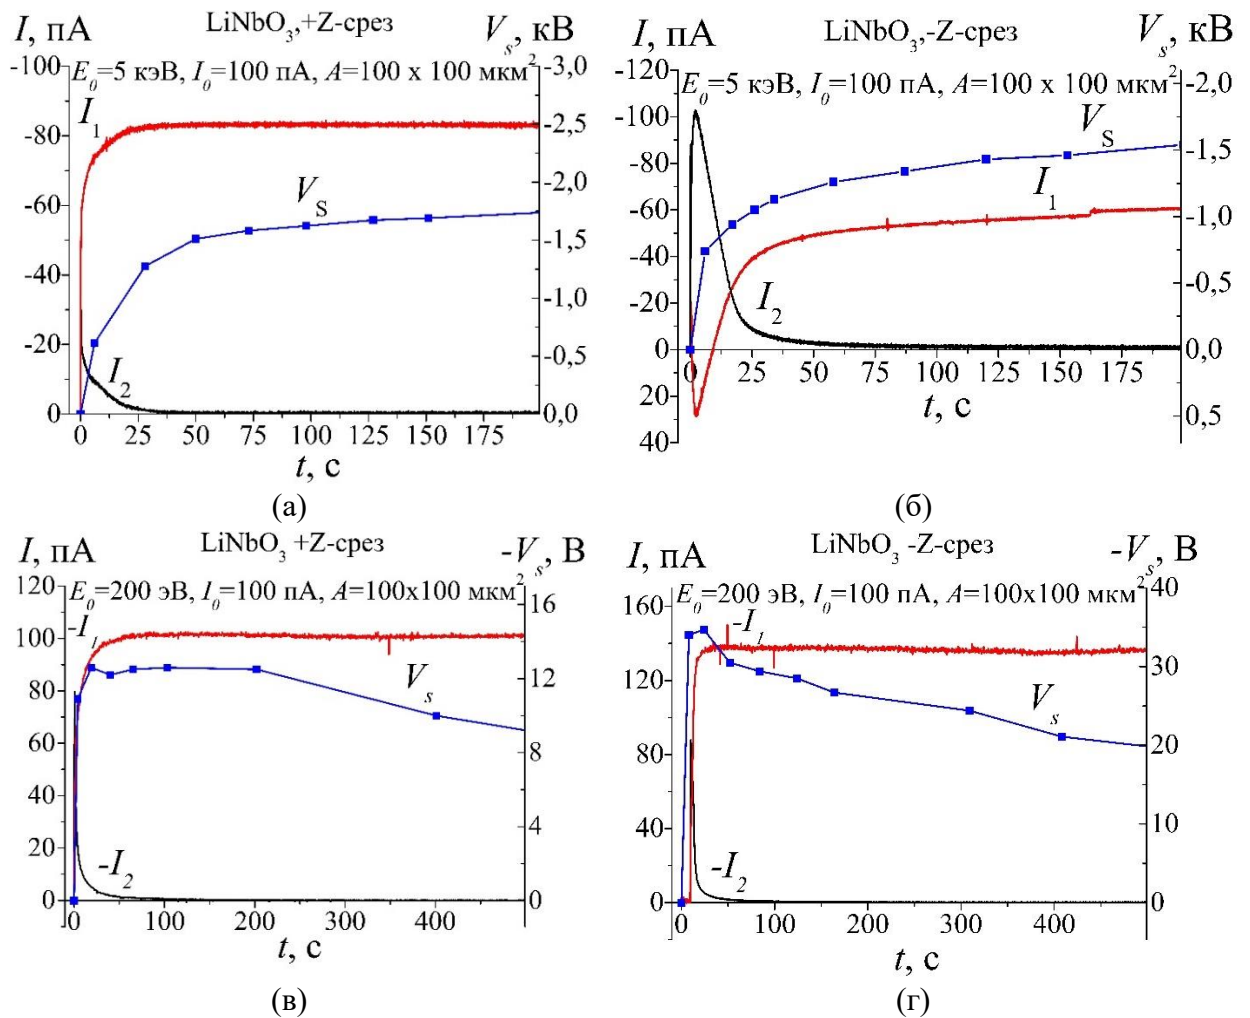 I, пА
LiNbO₃,+Z-срез
Vₛ, кВ
E₀=5 кэВ, I₀=100 пА, A=100 x 100 мкм²
-100
-80
-60
-40
-20
0
-3,0
-2,5
-2,0
-1,5
-1,0
-0,5
0,0
I₁
V_S
I₂
0 25 50 75 100 125 150 175
t, с
(а)
I, пА
LiNbO₃,-Z-срез
Vₛ, кВ
E₀=5 кэВ, I₀=100 пА, A=100 x 100 мкм²
-120
-100
-80
-60
-40
-20
0
20
40
-2,0
-1,5
-1,0
-0,5
0,0
0,5
V_S
I₁
I₂
0 25 50 75 100 125 150 175
t, с
(б)
I, пА
LiNbO₃ +Z-срез
-Vₛ, В
E₀=200 эВ, I₀=100 пА, A=100x100 мкм²
120
100
80
60
40
20
0
16
12
8
4
0
-I₁
Vₛ
-I₂
0 100 200 300 400
t, с
(в)
I, пА
LiNbO₃ -Z-срез
-Vₛ, В
E₀=200 эВ, I₀=100 пА, A=100x100 мкм²
160
120
80
40
0
40
30
20
10
0
-I₁
Vₛ
-I₂
0 100 200 300 400
t, с
(г)